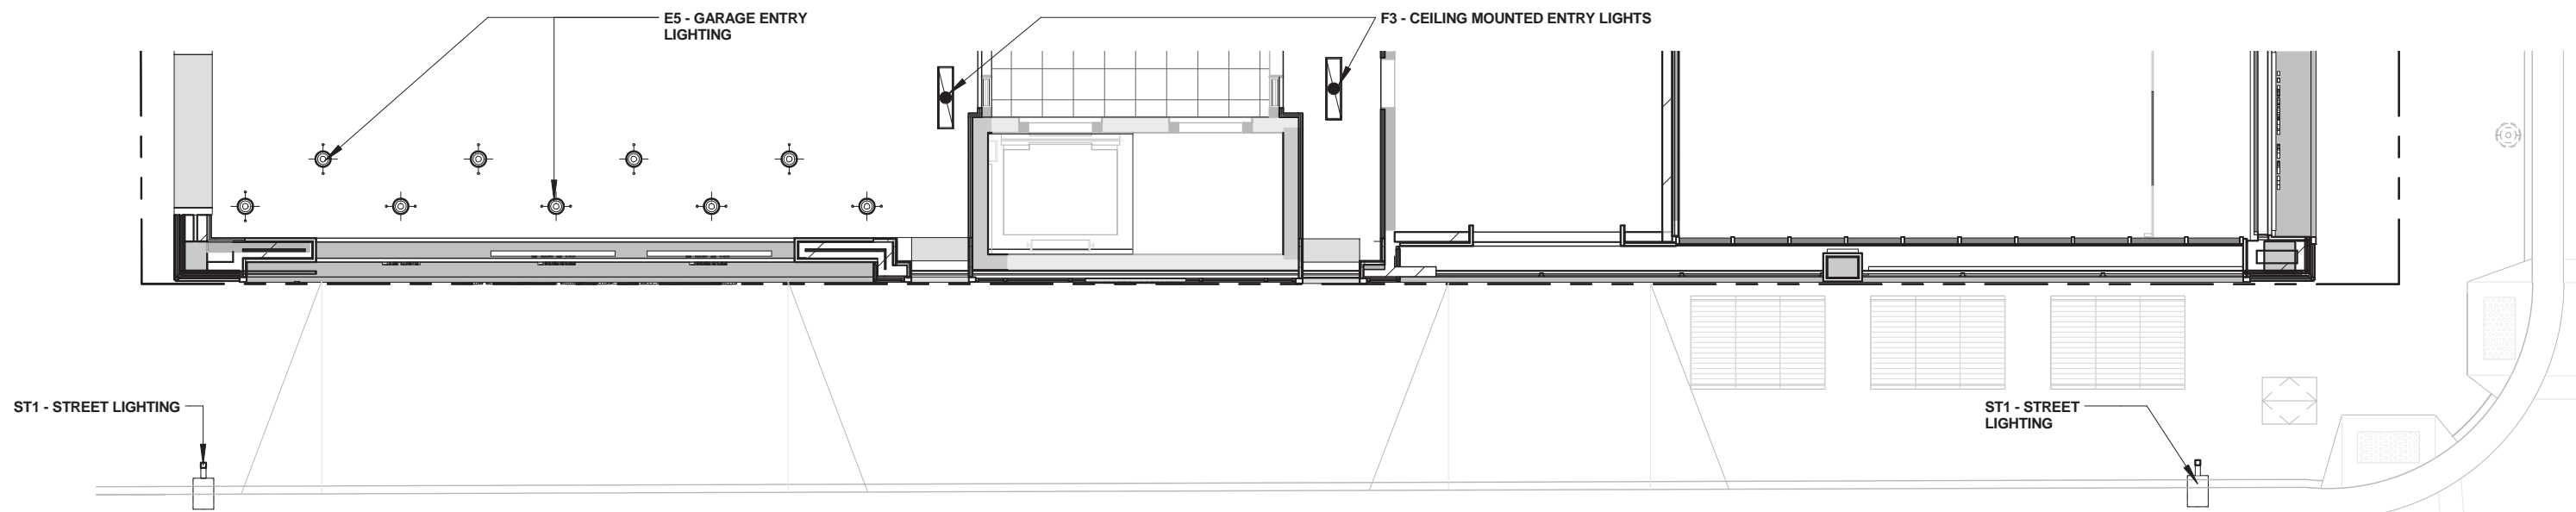 E5 - GARAGE ENTRY
LIGHTING
F3 - CEILING MOUNTED ENTRY LIGHTS
ST1 - STREET LIGHTING
ST1 - STREET
LIGHTING